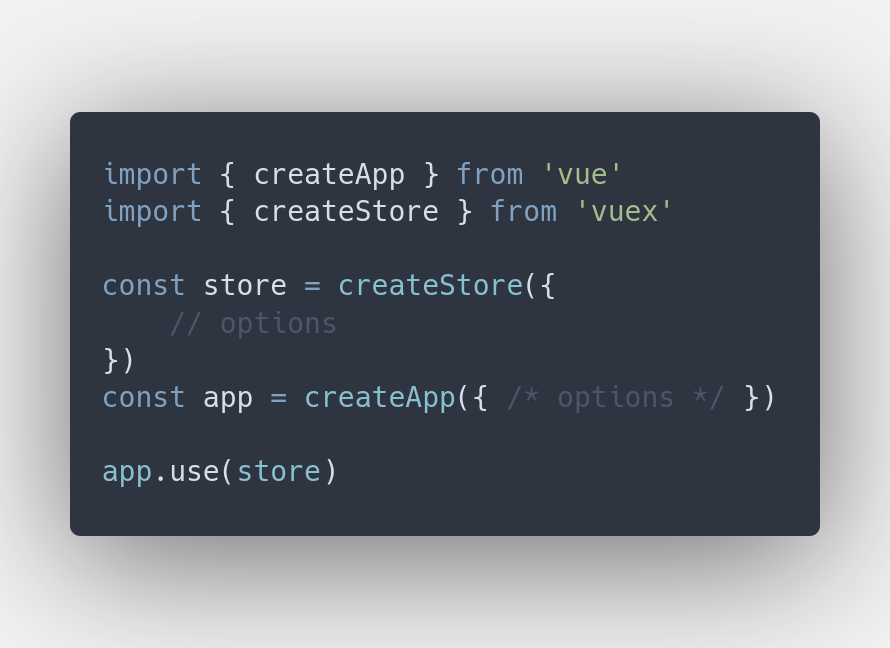 import { createApp } from 'vue'
import { createStore } from 'vuex'

const store = createStore({
    // options
})
const app = createApp({ /* options */ })

app.use(store)